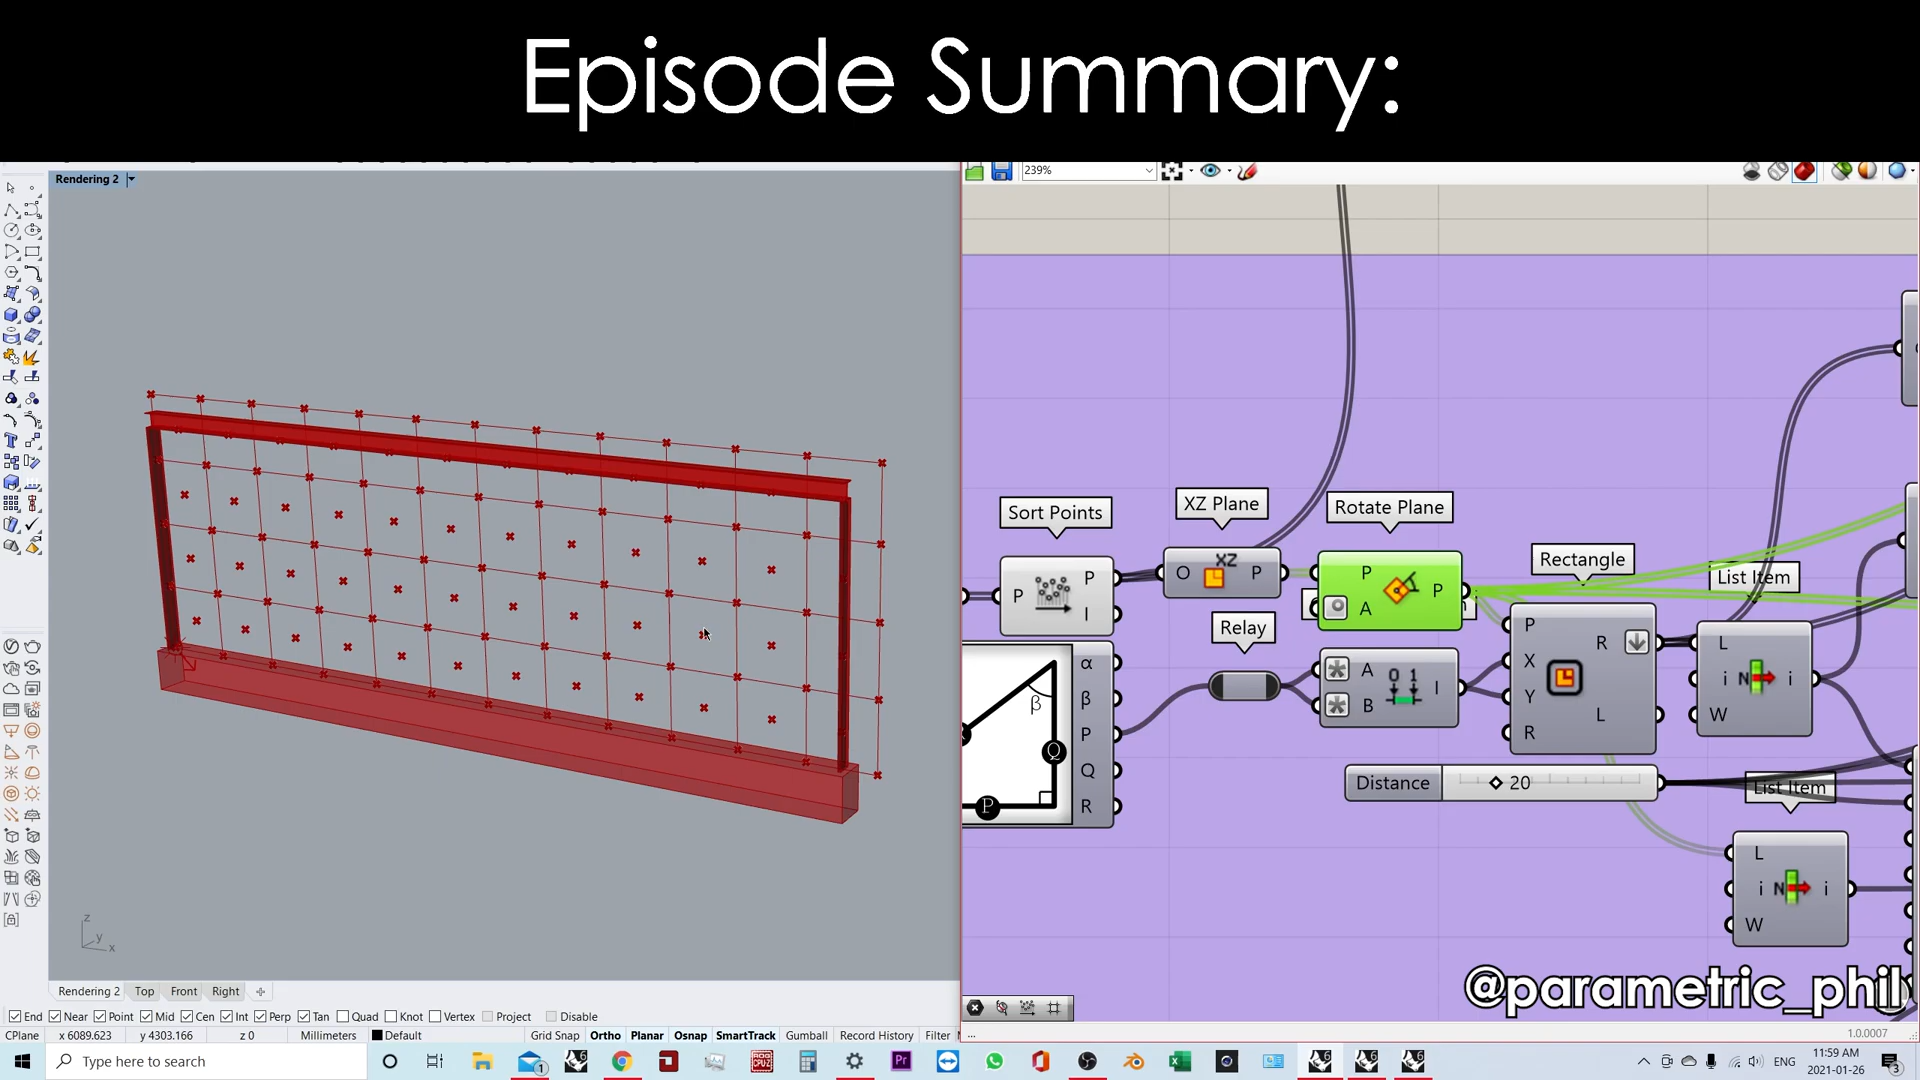 Episode Summary:
Rendering 2
239%
Sort Points
XZ Plane
Rotate Plane
Rectangle
List Item
Relay
P
P
I
O
XZ
P
P
A
P
P
X
Y
R
R
L
L
i
W
N
i
α
β
P
Q
R
β
Q
P
A
B
0 1
I
Distance
20
List Item
L
i
W
N
i
@parametric_phil
z
y
x
Rendering 2
Top
Front
Right
End
Near
Point
Mid
Cen
Int
Perp
Tan
Quad
Knot
Vertex
Project
Disable
CPlane
x 6089.623
y 4303.166
z 0
Millimeters
Default
Grid Snap
Ortho
Planar
Osnap
SmartTrack
Gumball
Record History
Filter
...
1.0.0007
Type here to search
ENG
11:59 AM
2021-01-26